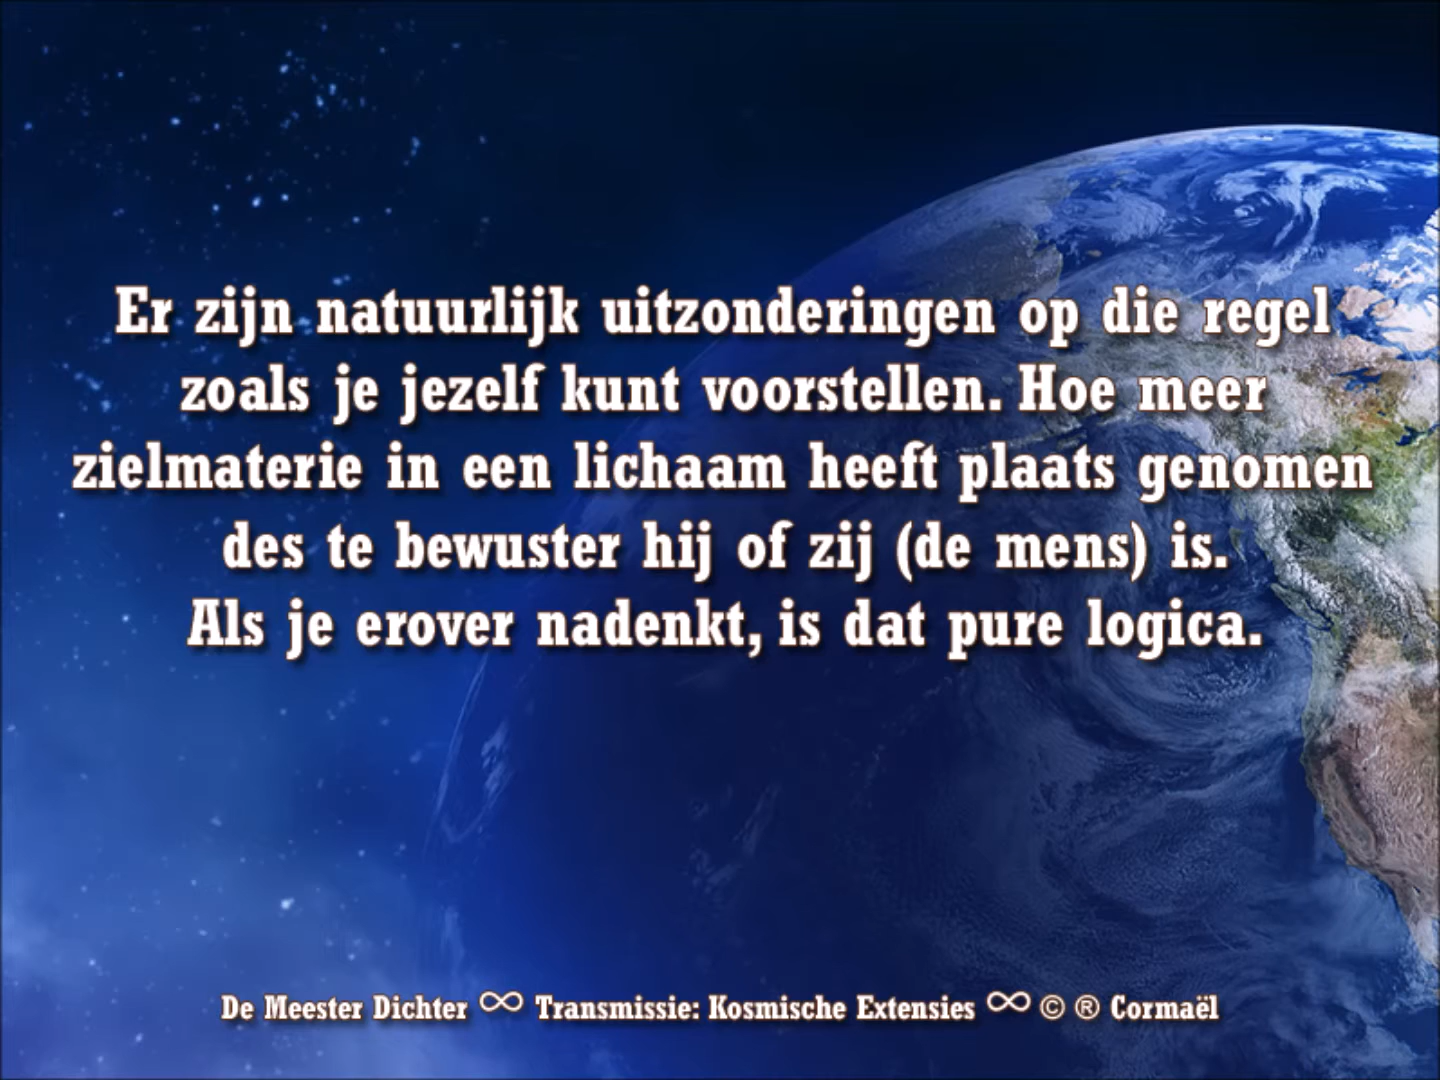 Er zijn natuurlijk uitzonderingen op die regel
zoals je jezelf kunt voorstellen. Hoe meer
zielmaterie in een lichaam heeft plaats genomen
des te bewuster hij of zij (de mens) is.
Als je erover nadenkt, is dat pure logica.
De Meester Dichter ∞ Transmissie: Kosmische Extensies ∞ © ® Cormaël